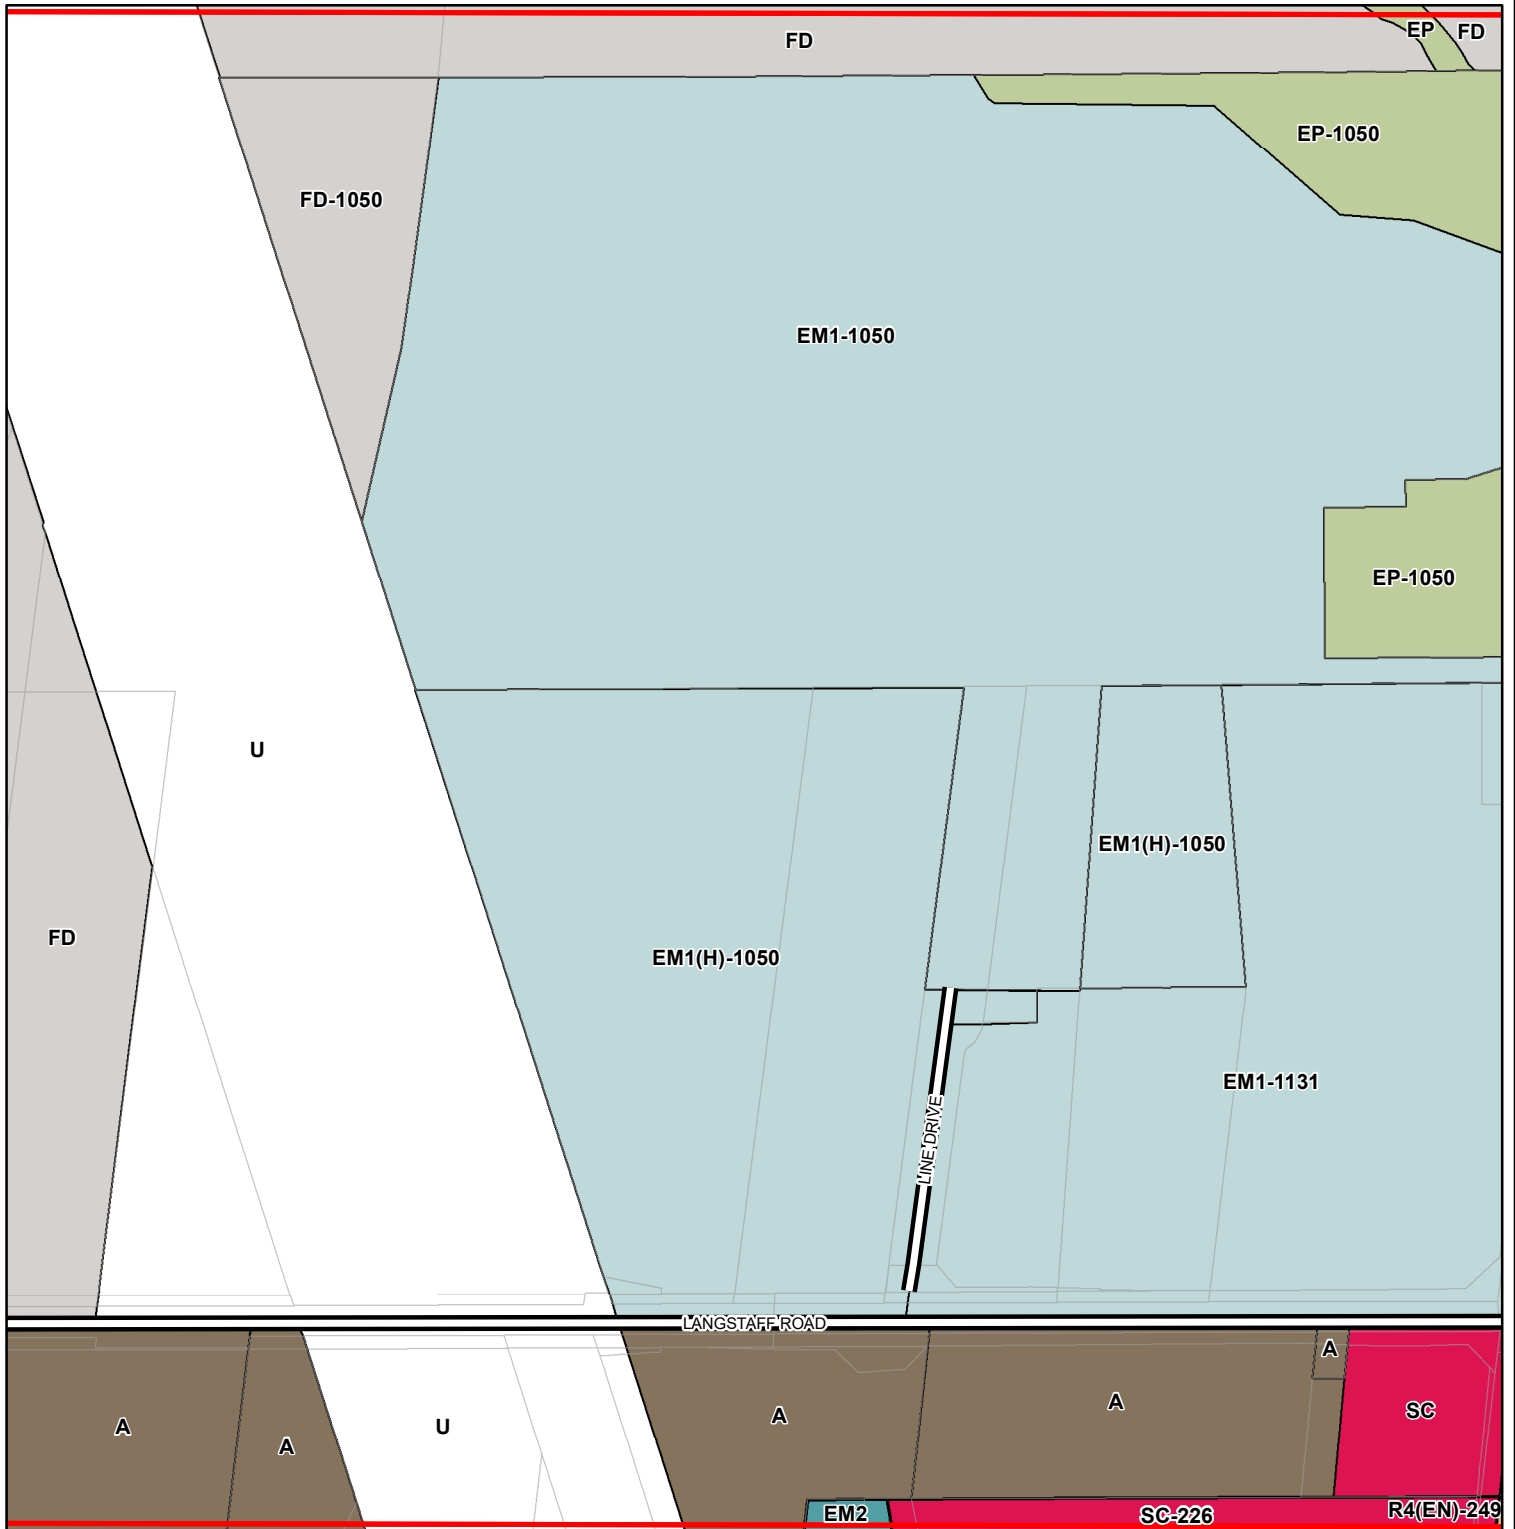 FD
EP
FD
EP-1050
FD-1050
EM1-1050
EP-1050
U
EM1(H)-1050
FD
EM1(H)-1050
EM1-1131
LINE DRIVE
LANGSTAFF ROAD
A
A
A
SC
A
U
A
A
EM2
SC-226
R4(EN)-249